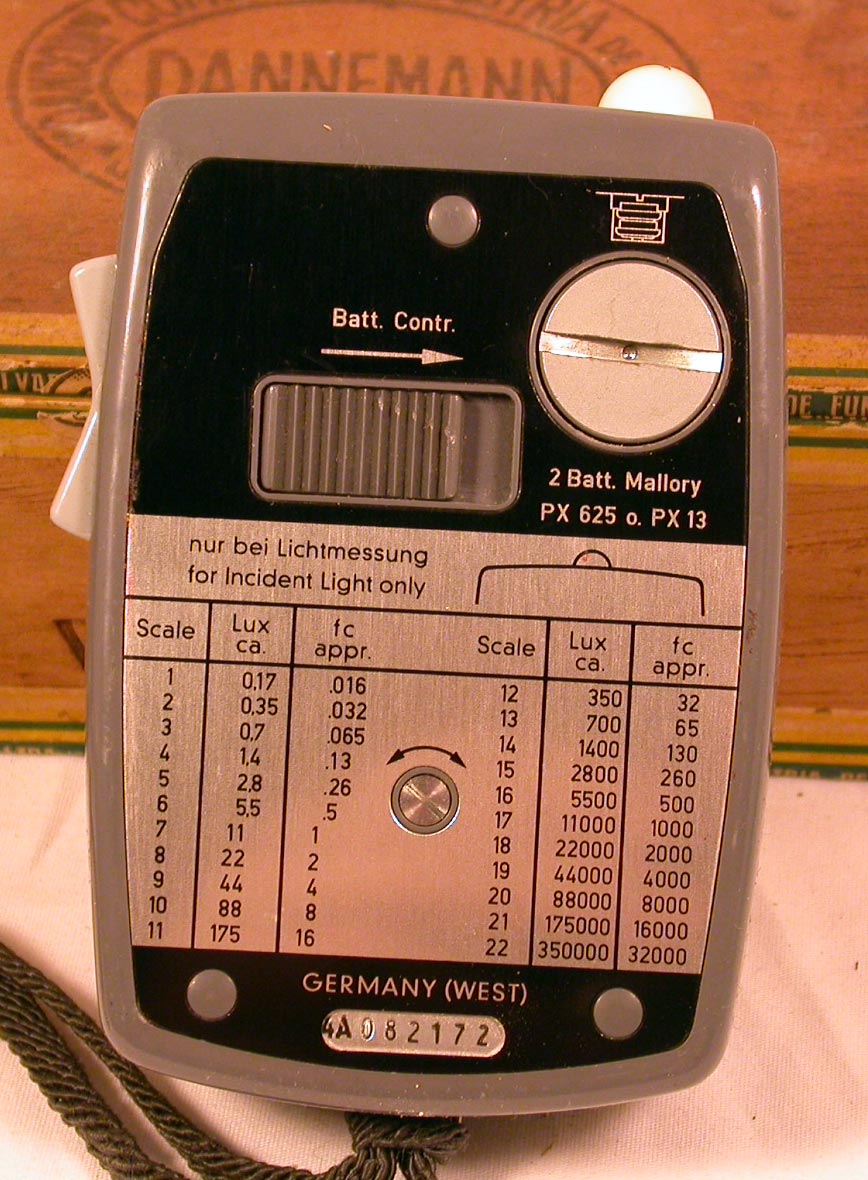 DANNEMANN
Batt. Contr.
2 Batt. Mallory
PX 625 o. PX 13
nur bei Lichtmessung
for Incident Light only
Scale Lux ca. fc appr. Scale Lux ca. fc appr.
1 0,17 .016 12 350 32
2 0,35 .032 13 700 65
3 0,7 .065 14 1400 130
4 1,4 .13 15 2800 260
5 2,8 .26 16 5500 500
6 5,5 .5 17 11000 1000
7 11 1 18 22000 2000
8 22 2 19 44000 4000
9 44 4 20 88000 8000
10 88 8 21 175000 16000
11 175 16 22 350000 32000
GERMANY (WEST)
4A 082172